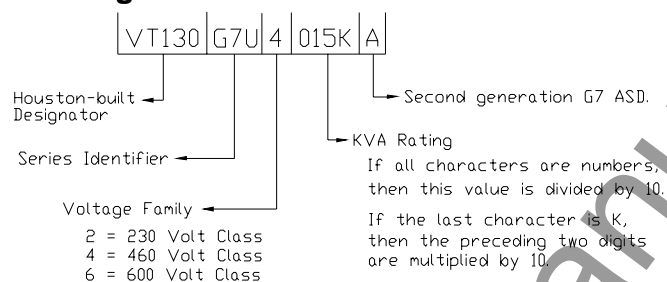 VT130 G7U 4 015K A
Houston-built
Designator
Second generation G7 ASD.
Series Identifier
KVA Rating
If all characters are numbers,
then this value is divided by 10.
If the last character is K,
then the preceding two digits
are multiplied by 10.
Voltage Family
2 = 230 Volt Class
4 = 460 Volt Class
6 = 600 Volt Class